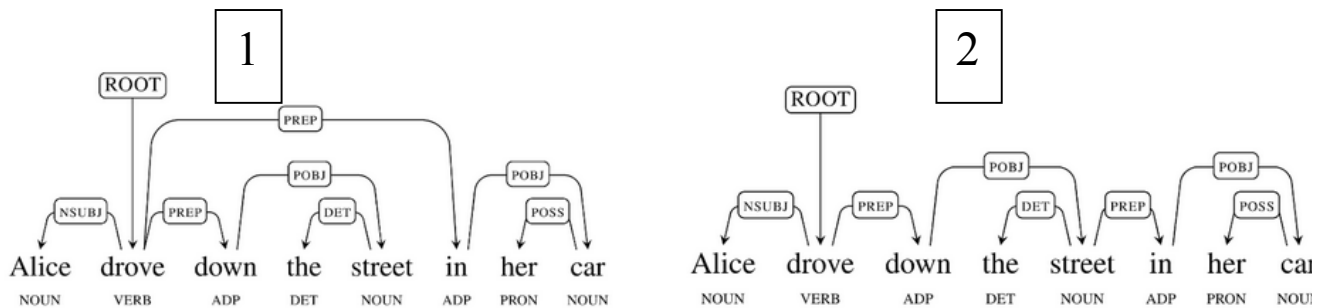 1
ROOT
PREP
POBJ POBJ
NSUBJ PREP DET POSS
Alice drove down the street in her car
NOUN VERB ADP DET NOUN ADP PRON NOUN
2
ROOT
POBJ POBJ
NSUBJ PREP DET PREP POSS
Alice drove down the street in her car
NOUN VERB ADP DET NOUN ADP PRON NOUN